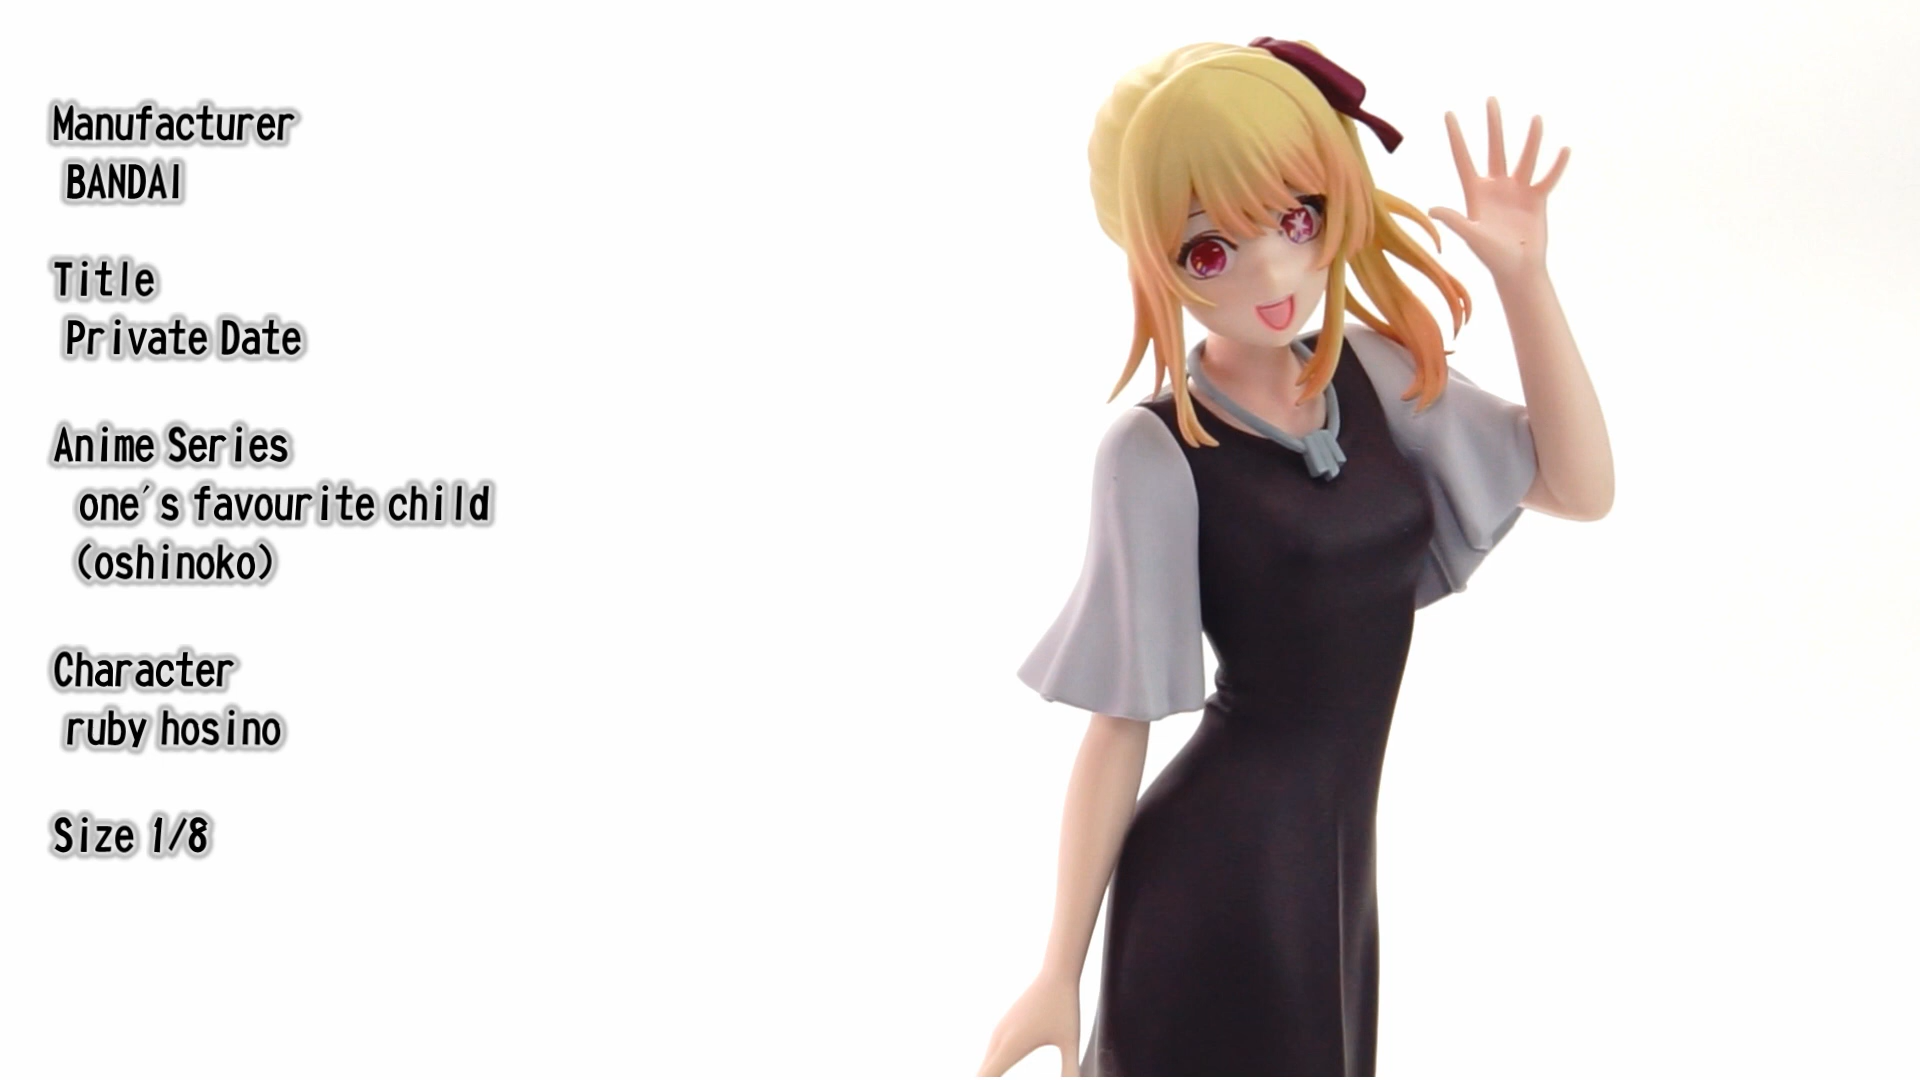 Manufacturer
BANDAI
Title
Private Date
Anime Series
one's favourite child
(oshinoko)
Character
ruby hosino
Size 1/8